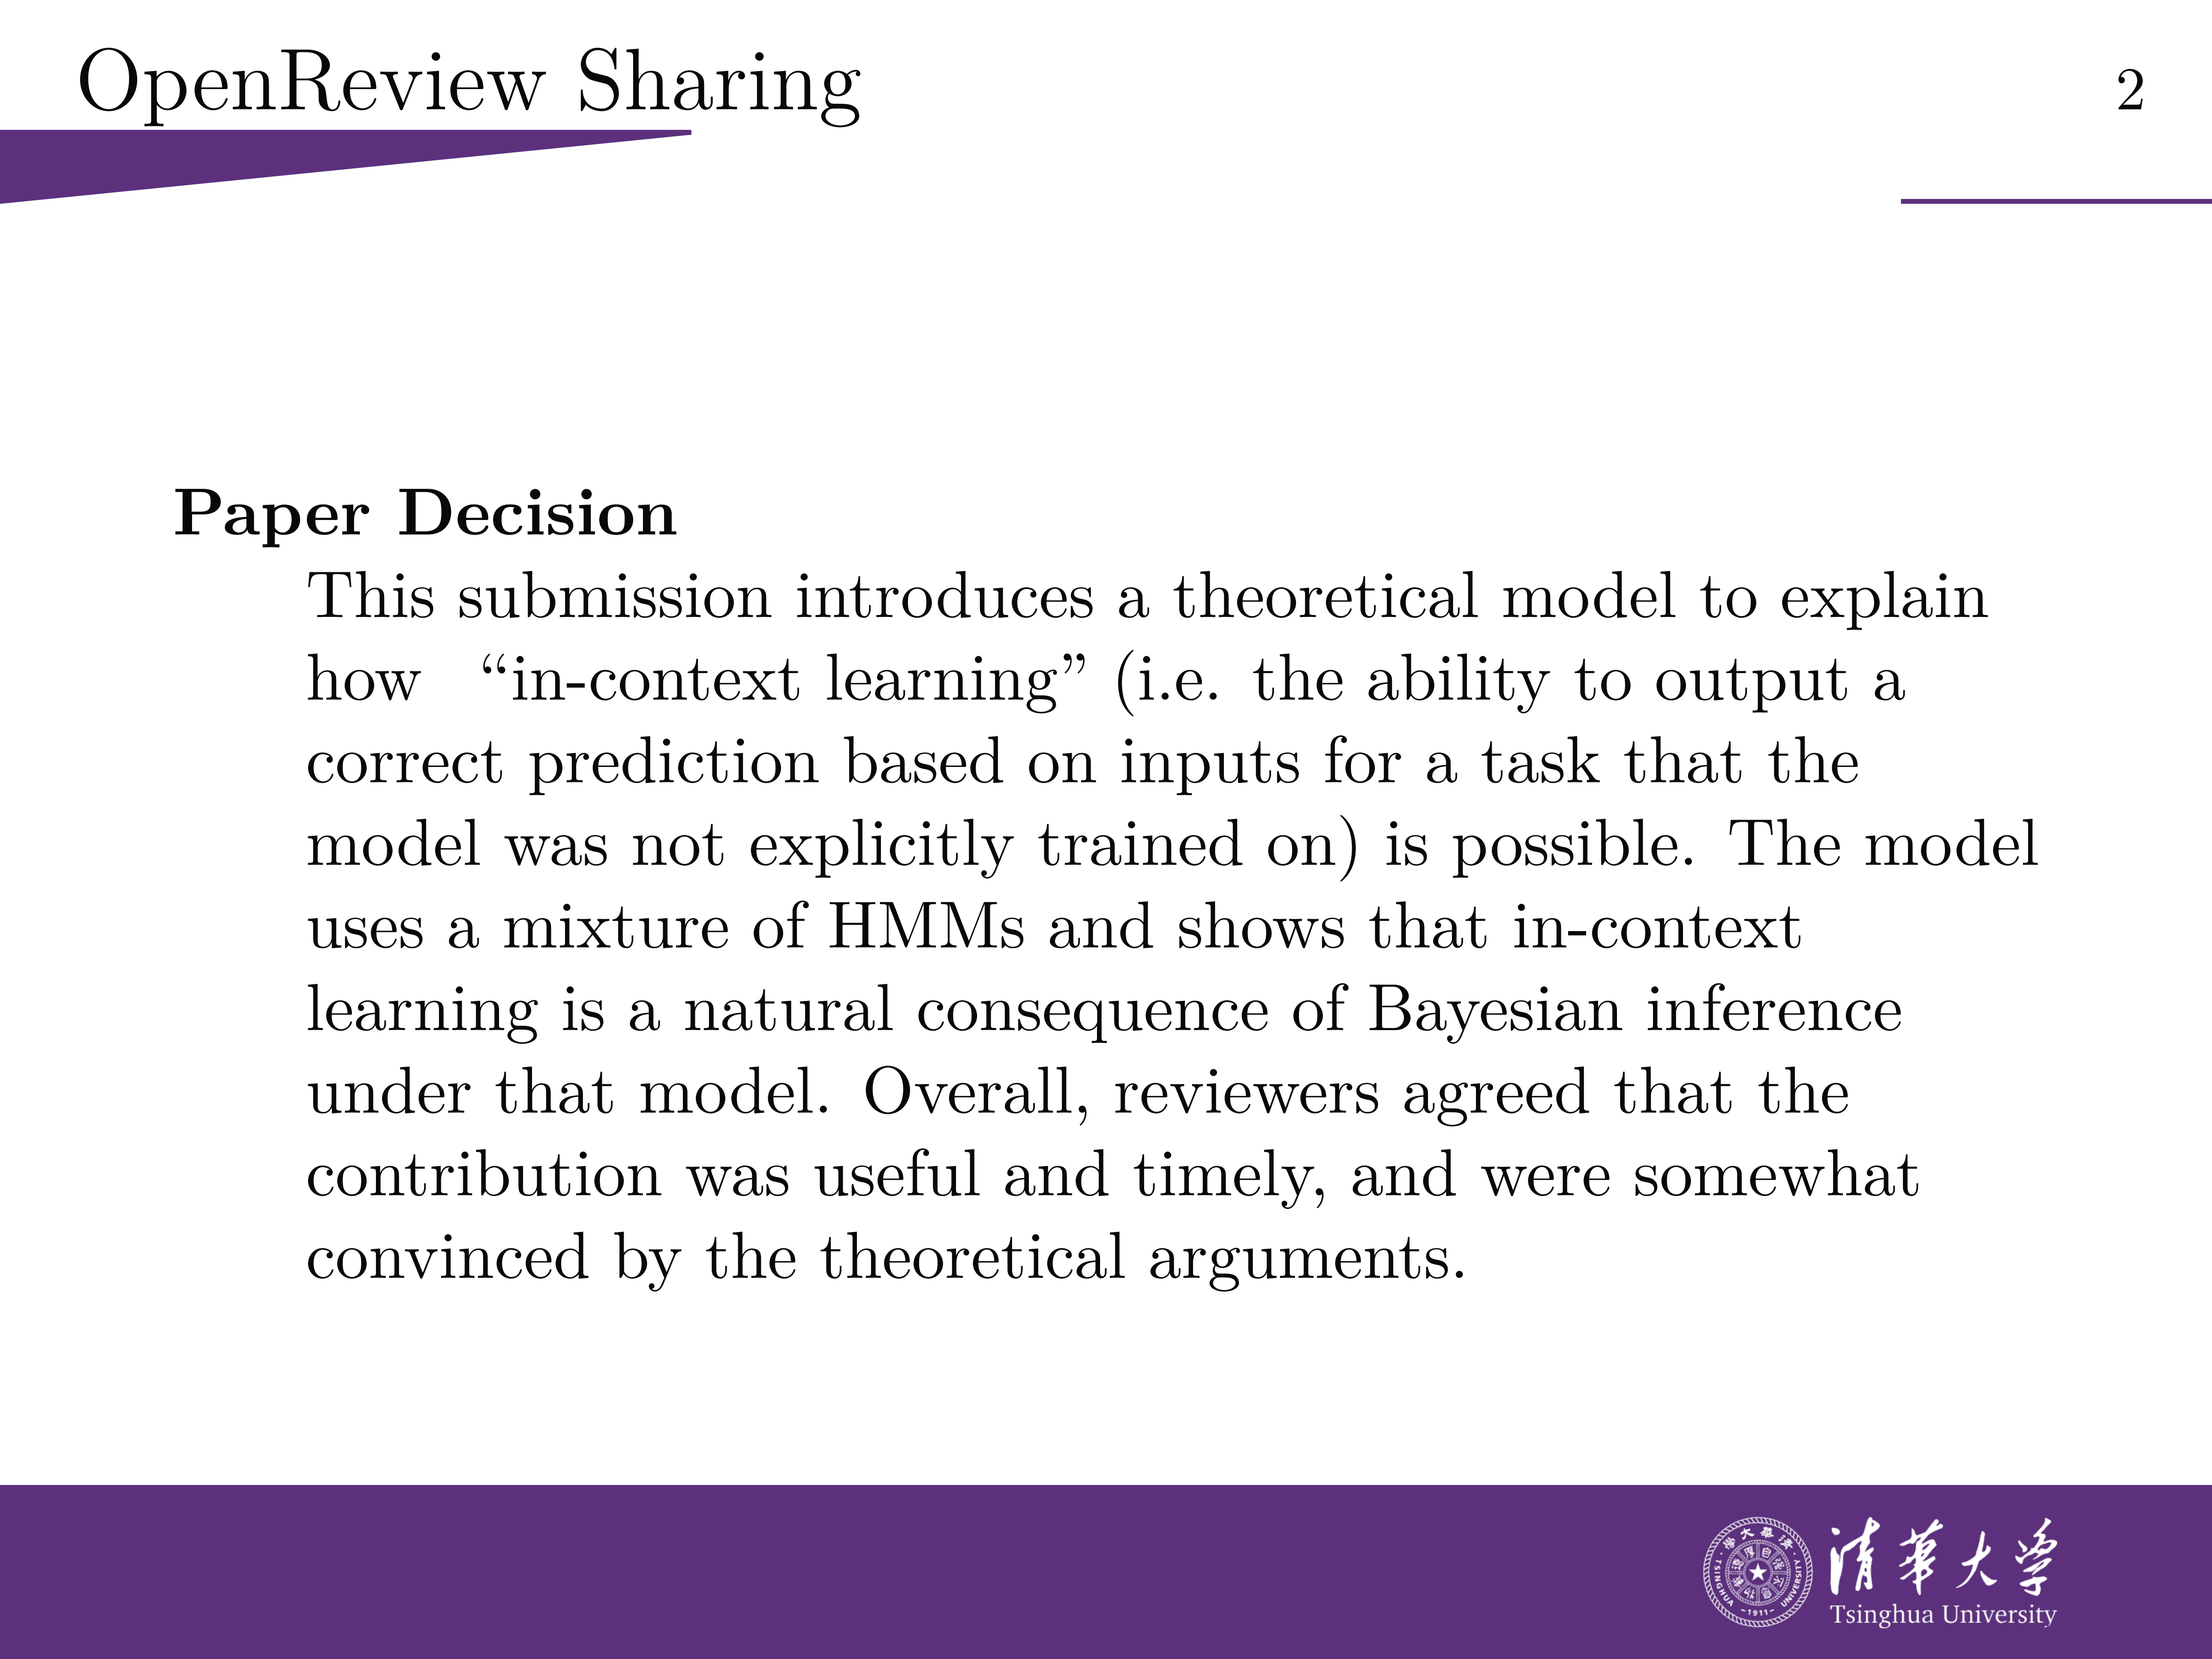 OpenReview Sharing
2
Paper Decision
This submission introduces a theoretical model to explain
how “in-context learning” (i.e. the ability to output a
correct prediction based on inputs for a task that the
model was not explicitly trained on) is possible. The model
uses a mixture of HMMs and shows that in-context
learning is a natural consequence of Bayesian inference
under that model. Overall, reviewers agreed that the
contribution was useful and timely, and were somewhat
convinced by the theoretical arguments.
清華大学
Tsinghua University
TSINGHUA UNIVERSITY
1911